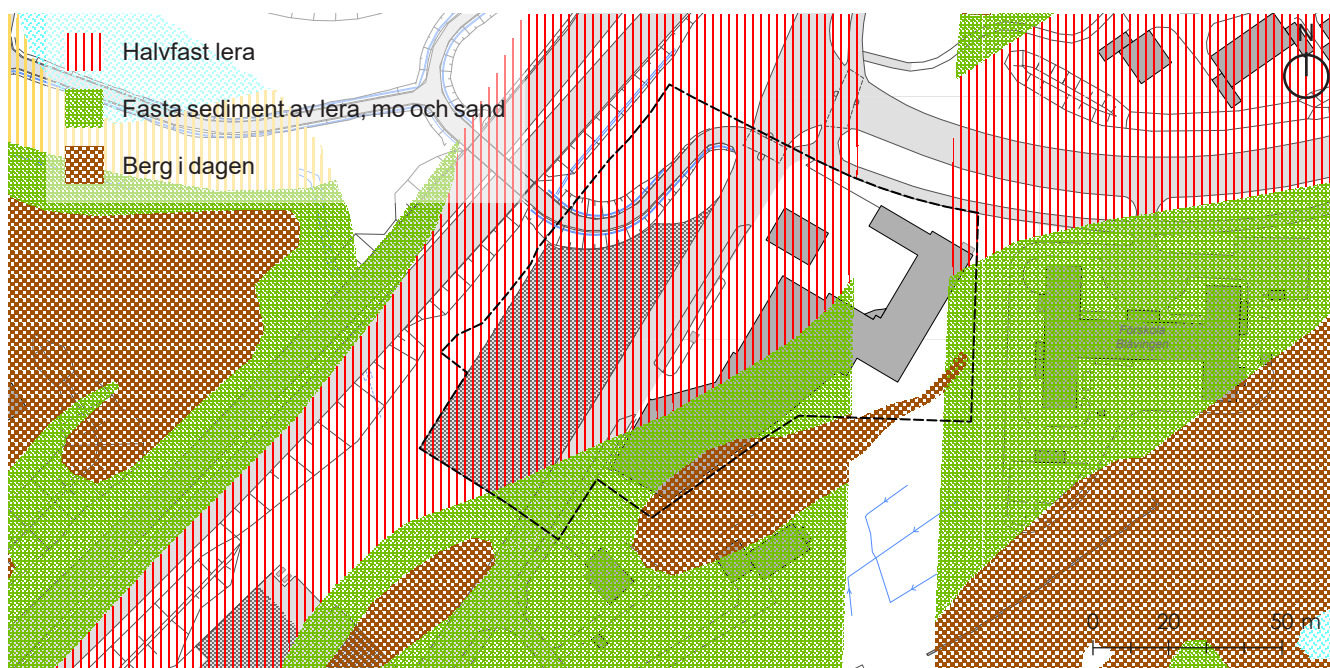 Halvfast lera
Fasta sediment av lera, mo och sand
Berg i dagen
N
Förskola
Blåvingen
0 20 50 m